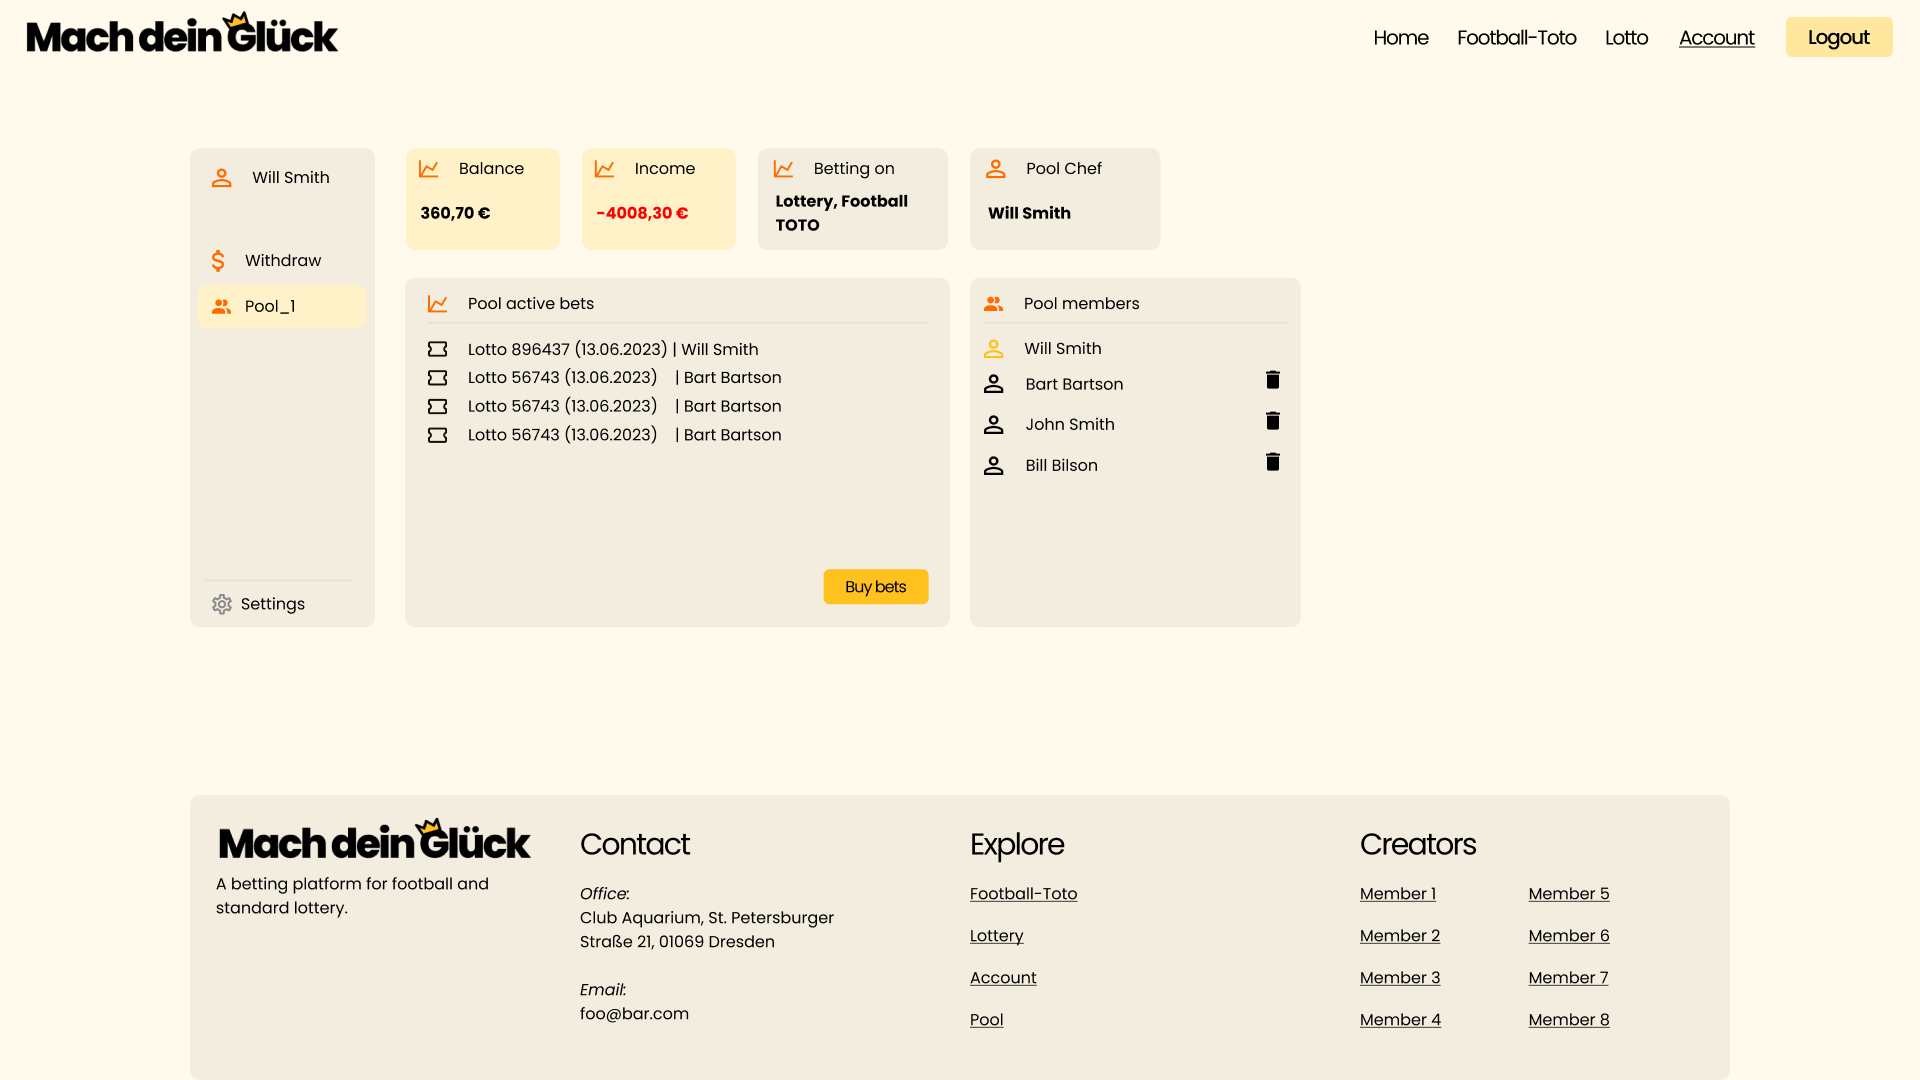 Mach dein Glück
Home Football-Toto Lotto Account Logout
Will Smith
Withdraw
Pool_1
Settings
Balance
360,70 €
Income
-4008,30 €
Betting on
Lottery, Football
TOTO
Pool Chef
Will Smith
Pool active bets
Lotto 896437 (13.06.2023) | Will Smith
Lotto 56743 (13.06.2023) | Bart Bartson
Lotto 56743 (13.06.2023) | Bart Bartson
Lotto 56743 (13.06.2023) | Bart Bartson
Buy bets
Pool members
Will Smith
Bart Bartson
John Smith
Bill Bilson
Mach dein Glück
A betting platform for football and
standard lottery.
Contact
Office:
Club Aquarium, St. Petersburger
Straße 21, 01069 Dresden
Email:
foo@bar.com
Explore
Football-Toto
Lottery
Account
Pool
Creators
Member 1
Member 2
Member 3
Member 4
Member 5
Member 6
Member 7
Member 8